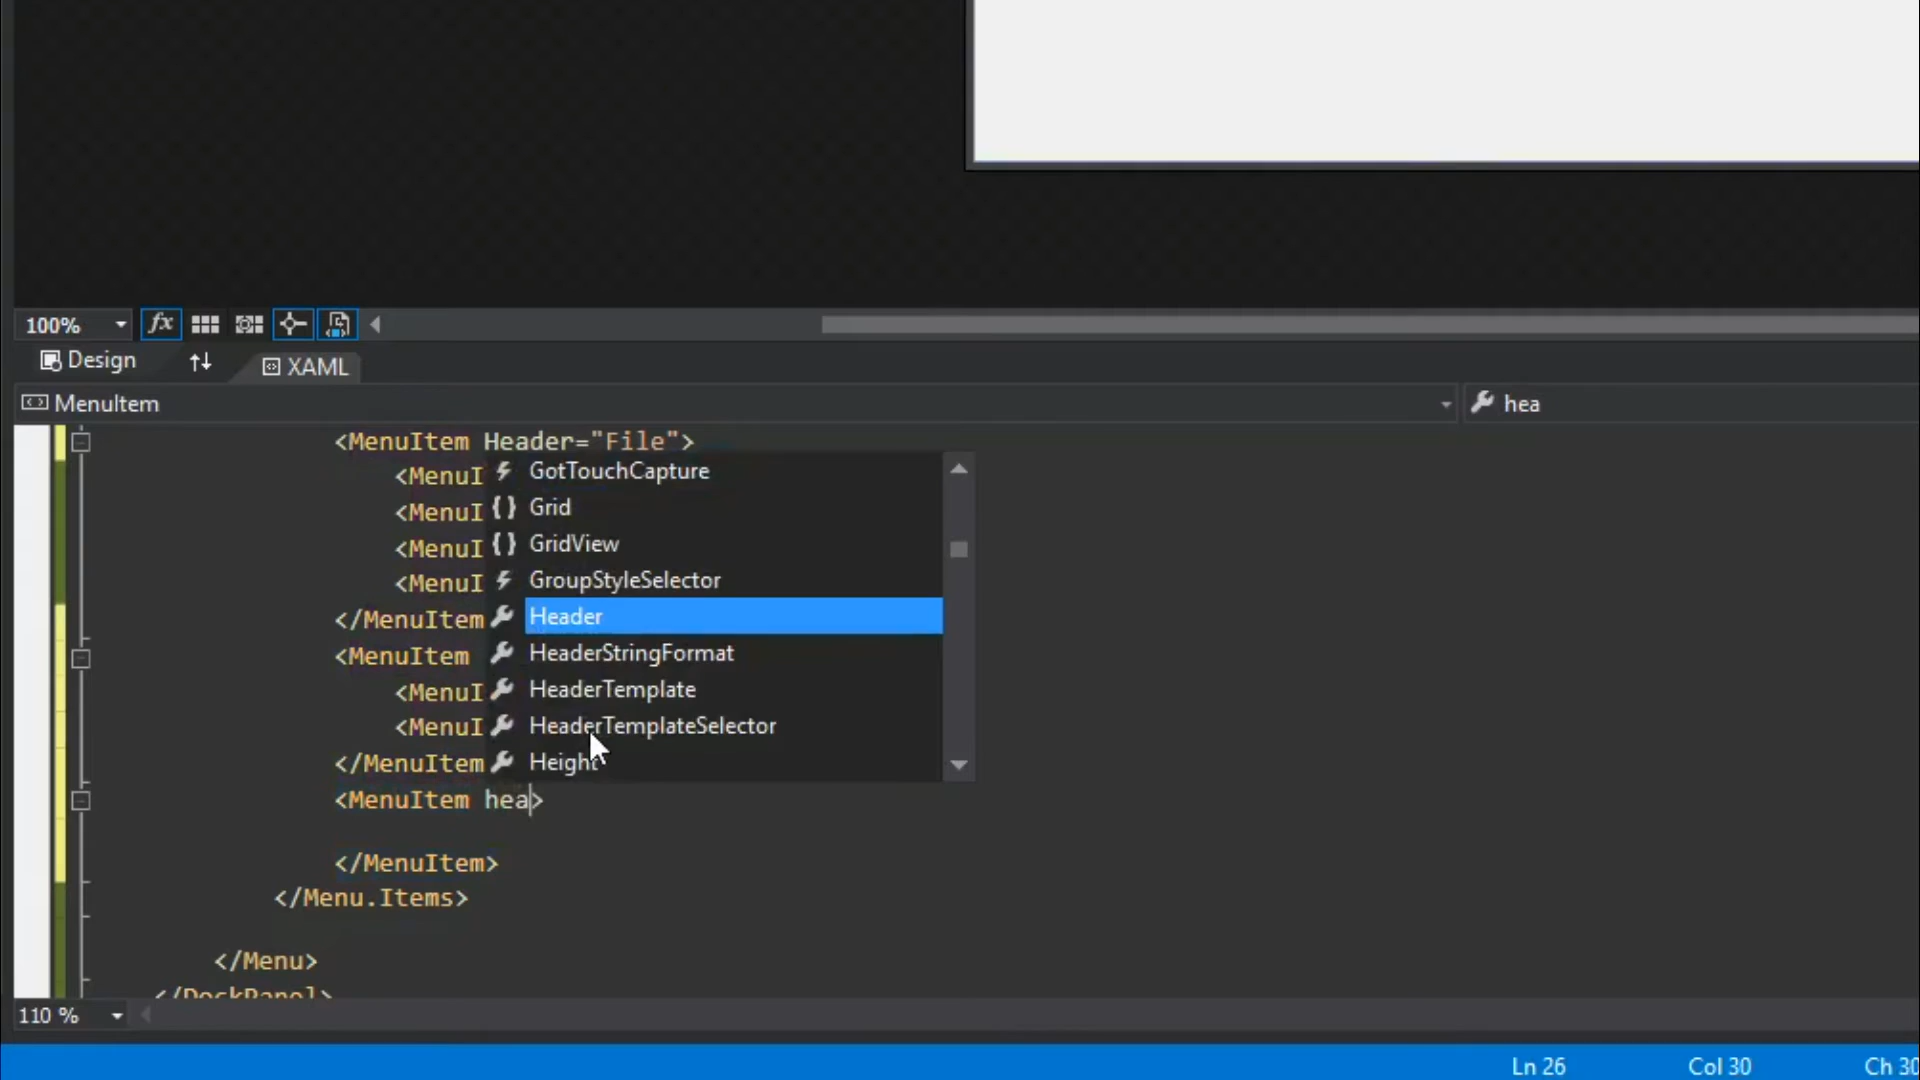 100%
fx
Design
XAML
MenuItem
hea
<MenuItem Header="File">
<MenuI
GotTouchCapture
<MenuI
Grid
<MenuI
GridView
<MenuI
GroupStyleSelector
</MenuItem
Header
<MenuItem
HeaderStringFormat
<MenuI
HeaderTemplate
<MenuI
HeaderTemplateSelector
</MenuItem
Height
<MenuItem hea>
</MenuItem>
</Menu.Items>
</Menu>
</DockPanel>
110 %
Ln 26
Col 30
Ch 30